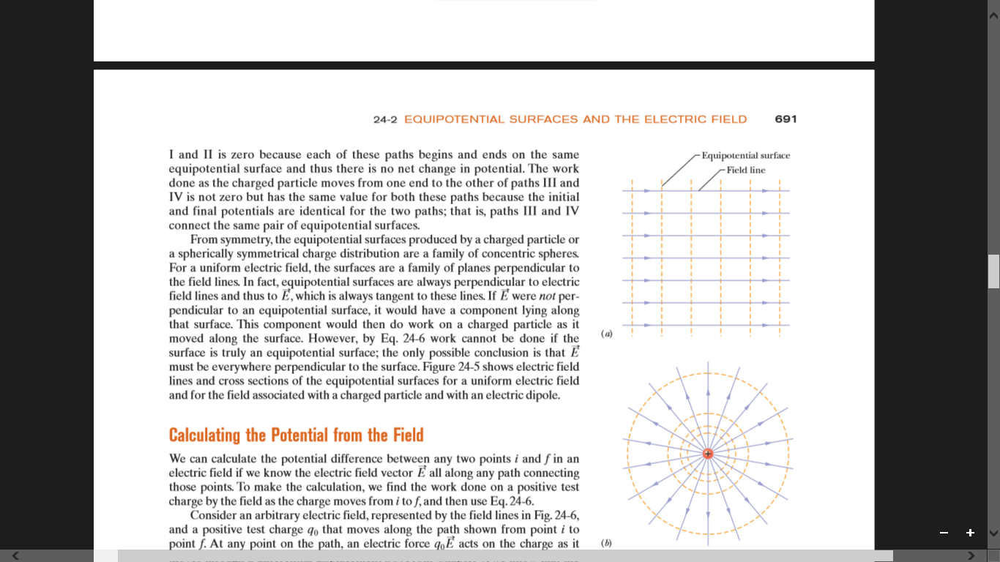 24-2 EQUIPOTENTIAL SURFACES AND THE ELECTRIC FIELD 691
I and II is zero because each of these paths begins and ends on the same
equipotential surface and thus there is no net change in potential. The work
done as the charged particle moves from one end to the other of paths III and
IV is not zero but has the same value for both these paths because the initial
and final potentials are identical for the two paths; that is, paths III and IV
connect the same pair of equipotential surfaces.
From symmetry, the equipotential surfaces produced by a charged particle or
a spherically symmetrical charge distribution are a family of concentric spheres.
For a uniform electric field, the surfaces are a family of planes perpendicular to
the field lines. In fact, equipotential surfaces are always perpendicular to electric
field lines and thus to E⃗, which is always tangent to these lines. If E⃗ were not per-
pendicular to an equipotential surface, it would have a component lying along
that surface. This component would then do work on a charged particle as it
moved along the surface. However, by Eq. 24-6 work cannot be done if the
surface is truly an equipotential surface; the only possible conclusion is that E⃗
must be everywhere perpendicular to the surface. Figure 24-5 shows electric field
lines and cross sections of the equipotential surfaces for a uniform electric field
and for the field associated with a charged particle and with an electric dipole.
Calculating the Potential from the Field
We can calculate the potential difference between any two points i and f in an
electric field if we know the electric field vector E⃗ all along any path connecting
those points. To make the calculation, we find the work done on a positive test
charge by the field as the charge moves from i to f, and then use Eq. 24-6.
Consider an arbitrary electric field, represented by the field lines in Fig. 24-6,
and a positive test charge q₀ that moves along the path shown from point i to
point f. At any point on the path, an electric force q₀E⃗ acts on the charge as it
Equipotential surface
Field line
(a)
+
(b)